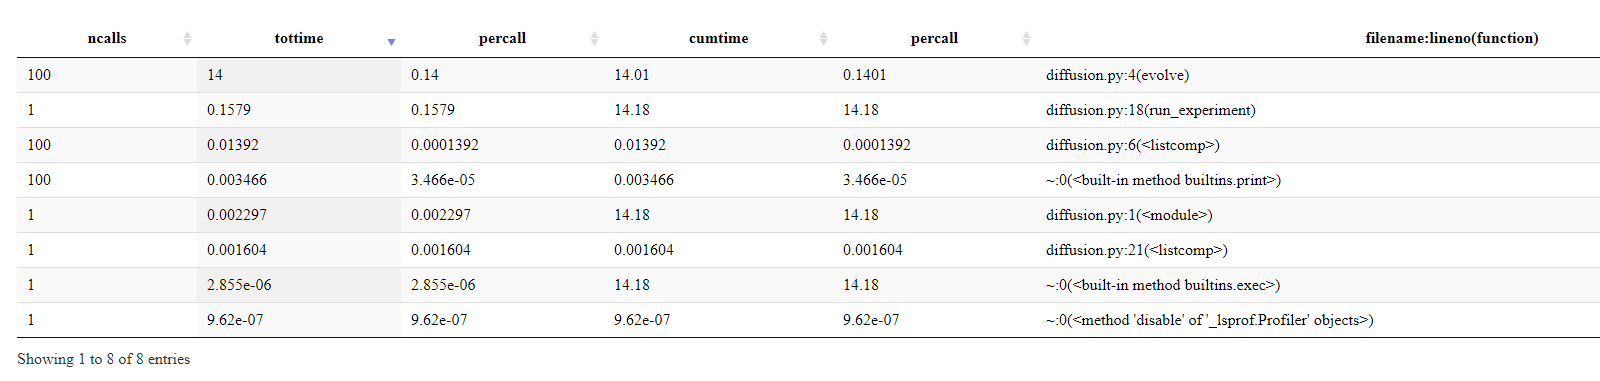 ncalls tottime percall cumtime percall filename:lineno(function)
100 14 0.14 14.01 0.1401 diffusion.py:4(evolve)
1 0.1579 0.1579 14.18 14.18 diffusion.py:18(run_experiment)
100 0.01392 0.0001392 0.01392 0.0001392 diffusion.py:6(<listcomp>)
100 0.003466 3.466e-05 0.003466 3.466e-05 ~:0(<built-in method builtins.print>)
1 0.002297 0.002297 14.18 14.18 diffusion.py:1(<module>)
1 0.001604 0.001604 0.001604 0.001604 diffusion.py:21(<listcomp>)
1 2.855e-06 2.855e-06 14.18 14.18 ~:0(<built-in method builtins.exec>)
1 9.62e-07 9.62e-07 9.62e-07 9.62e-07 ~:0(<method 'disable' of '_lsprof.Profiler' objects>)
Showing 1 to 8 of 8 entries